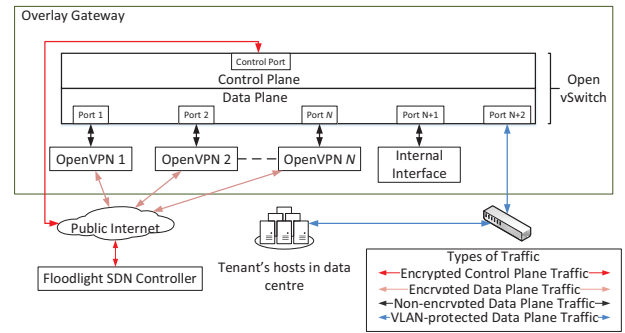 Overlay Gateway
Control Port
Control Plane
Data Plane
Open
vSwitch
Port 1
Port 2
Port N
Port N+1
Port N+2
OpenVPN 1
OpenVPN 2
OpenVPN N
Internal
Interface
Public Internet
Floodlight SDN Controller
Tenant's hosts in data
centre
Types of Traffic
Encrypted Control Plane Traffic
Encrypted Data Plane Traffic
Non-encrypted Data Plane Traffic
VLAN-protected Data Plane Traffic